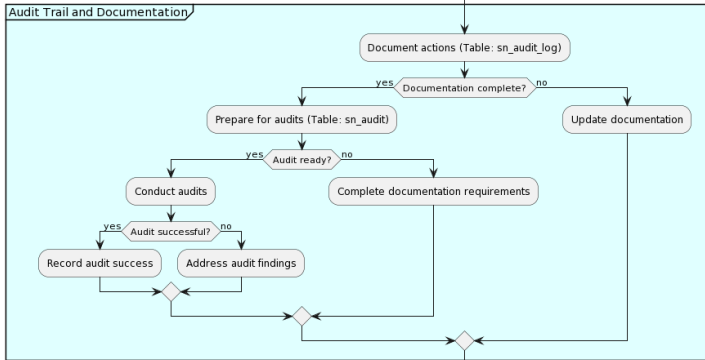 Audit Trail and Documentation
Document actions (Table: sn_audit_log)
yes
Documentation complete?
no
Prepare for audits (Table: sn_audit)
Update documentation
yes
Audit ready?
no
Conduct audits
Complete documentation requirements
yes
Audit successful?
no
Record audit success
Address audit findings